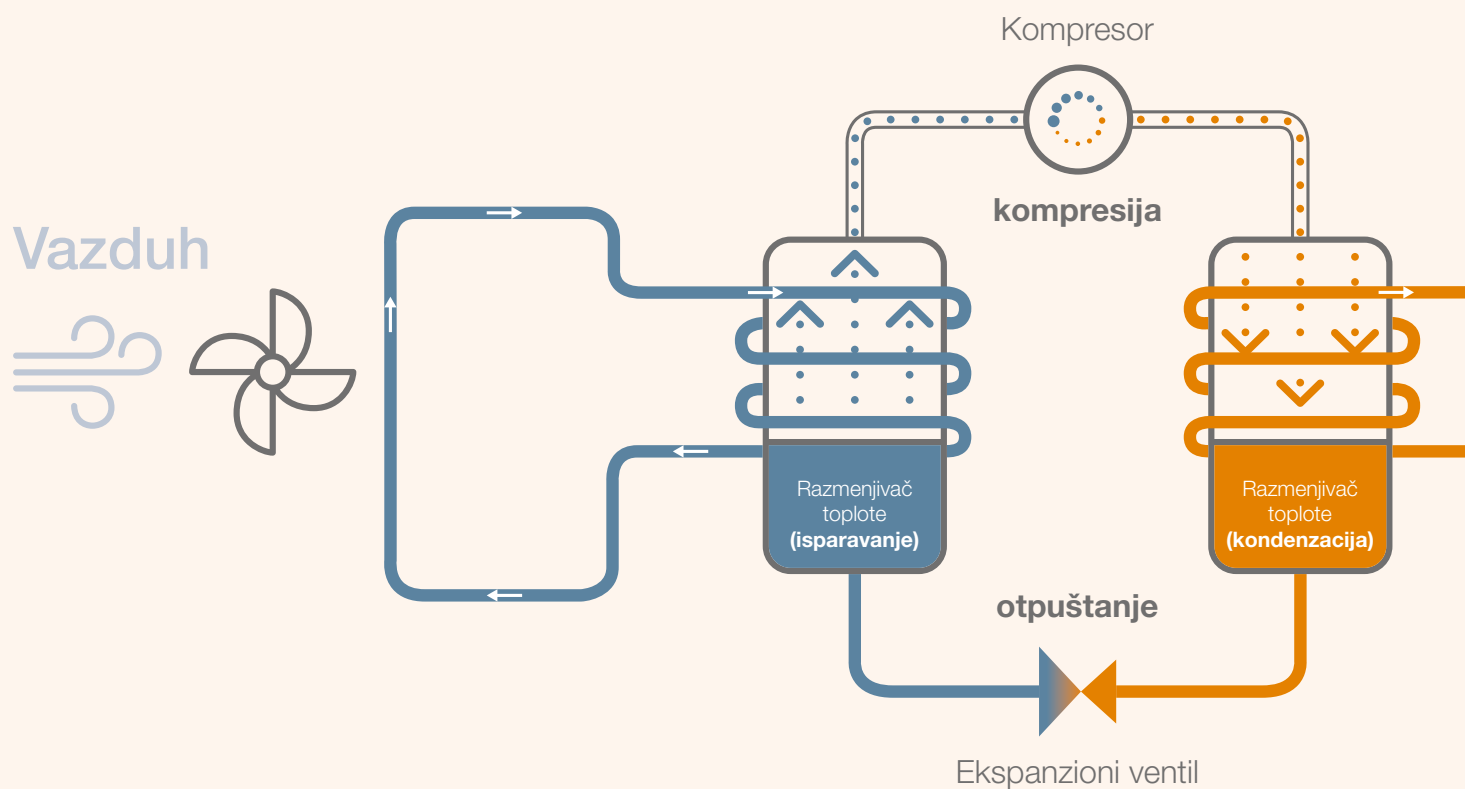 Kompresor
kompresija
Vazduh
Razmenjivač
toplote
(isparavanje)
Razmenjivač
toplote
(kondenzacija)
otpuštanje
Ekspanzioni ventil